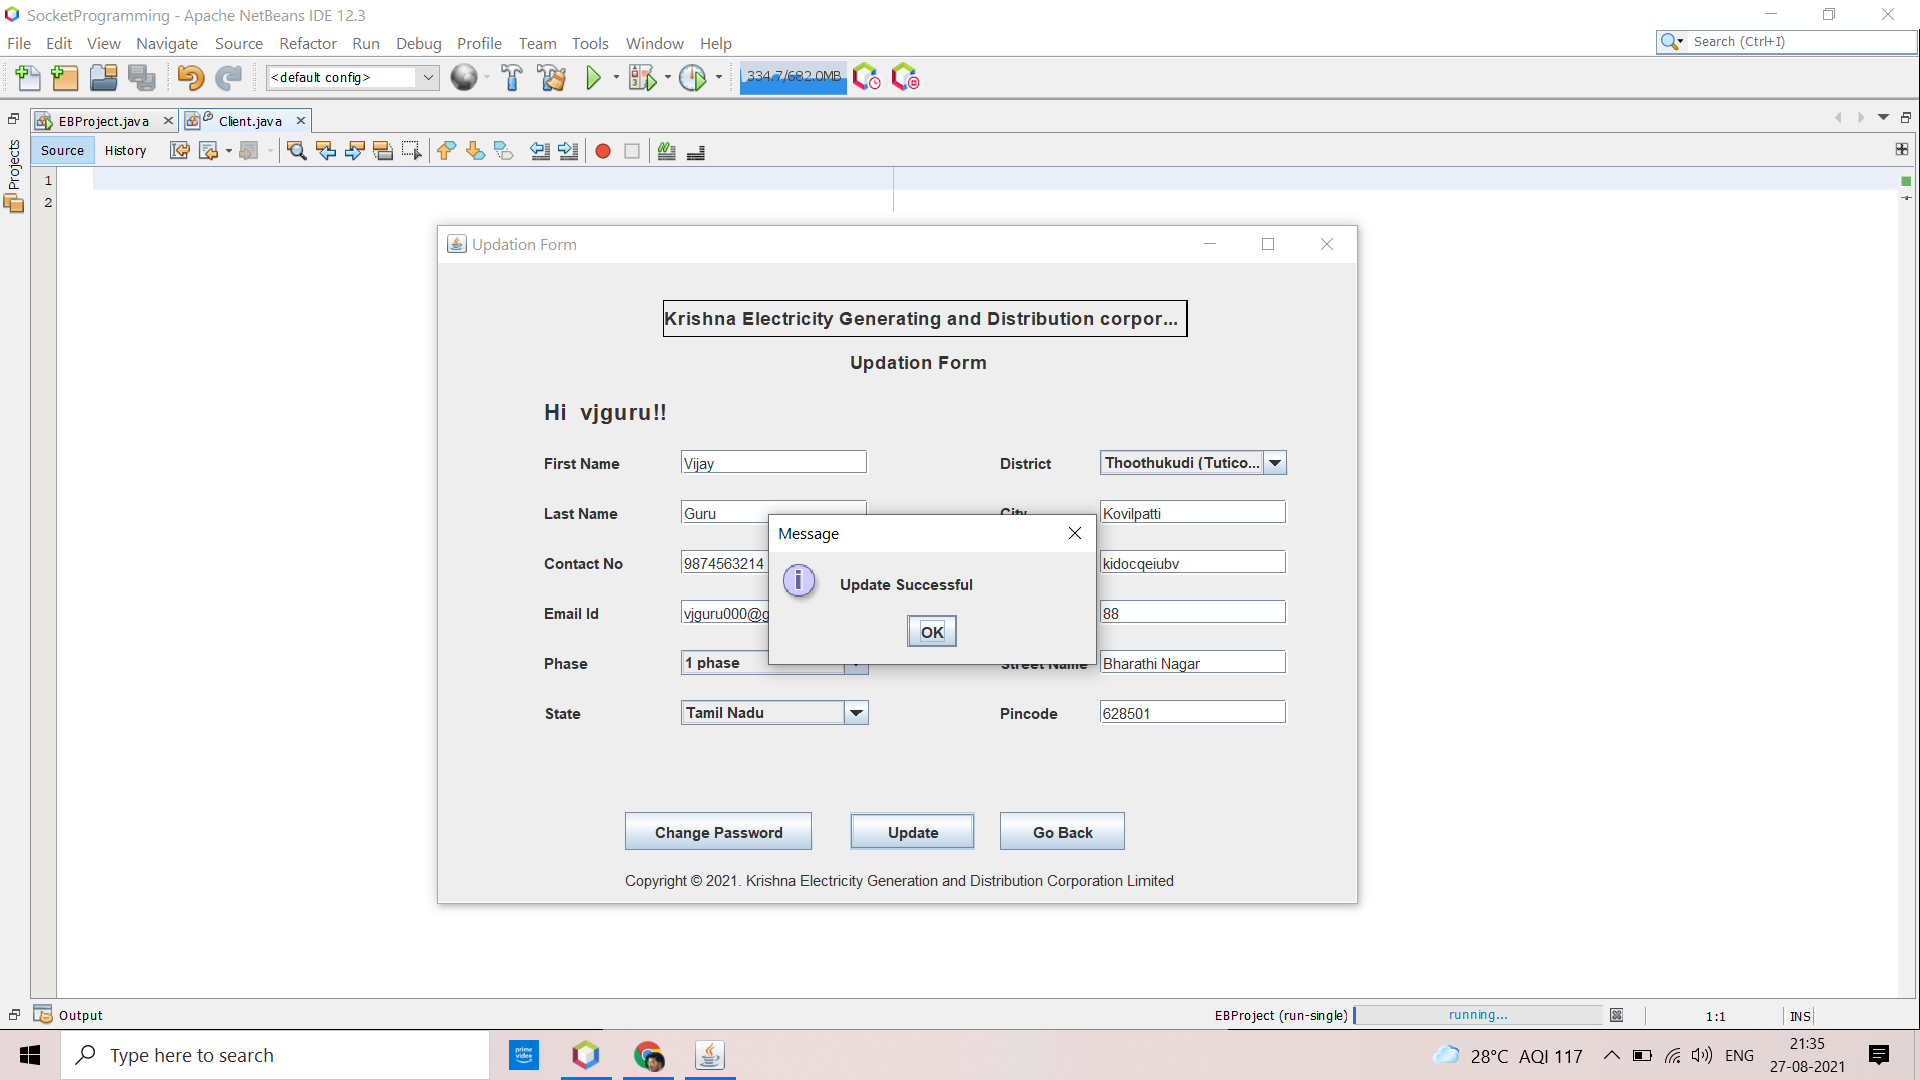 SocketProgramming - Apache NetBeans IDE 12.3
File Edit View Navigate Source Refactor Run Debug Profile Team Tools Window Help
Search (Ctrl+I)
<default config>
334.7/682.0MB
EBProject.java
Client.java
Projects
Source History
1
2
Updation Form
Krishna Electricity Generating and Distribution corpor...
Updation Form
Hi vjguru!!
First Name Vijay District Thoothukudi (Tutico...
Last Name Guru City Kovilpatti
Message
Contact No 9874563214 kidocqeiubv
Update Successful
Email Id vjguru000@g 88
OK
Phase 1 phase Street Name Bharathi Nagar
State Tamil Nadu Pincode 628501
Change Password Update Go Back
Copyright © 2021. Krishna Electricity Generation and Distribution Corporation Limited
Output
EBProject (run-single) running... 1:1 INS
Type here to search
prime video
28°C AQI 117 ENG
21:35
27-08-2021